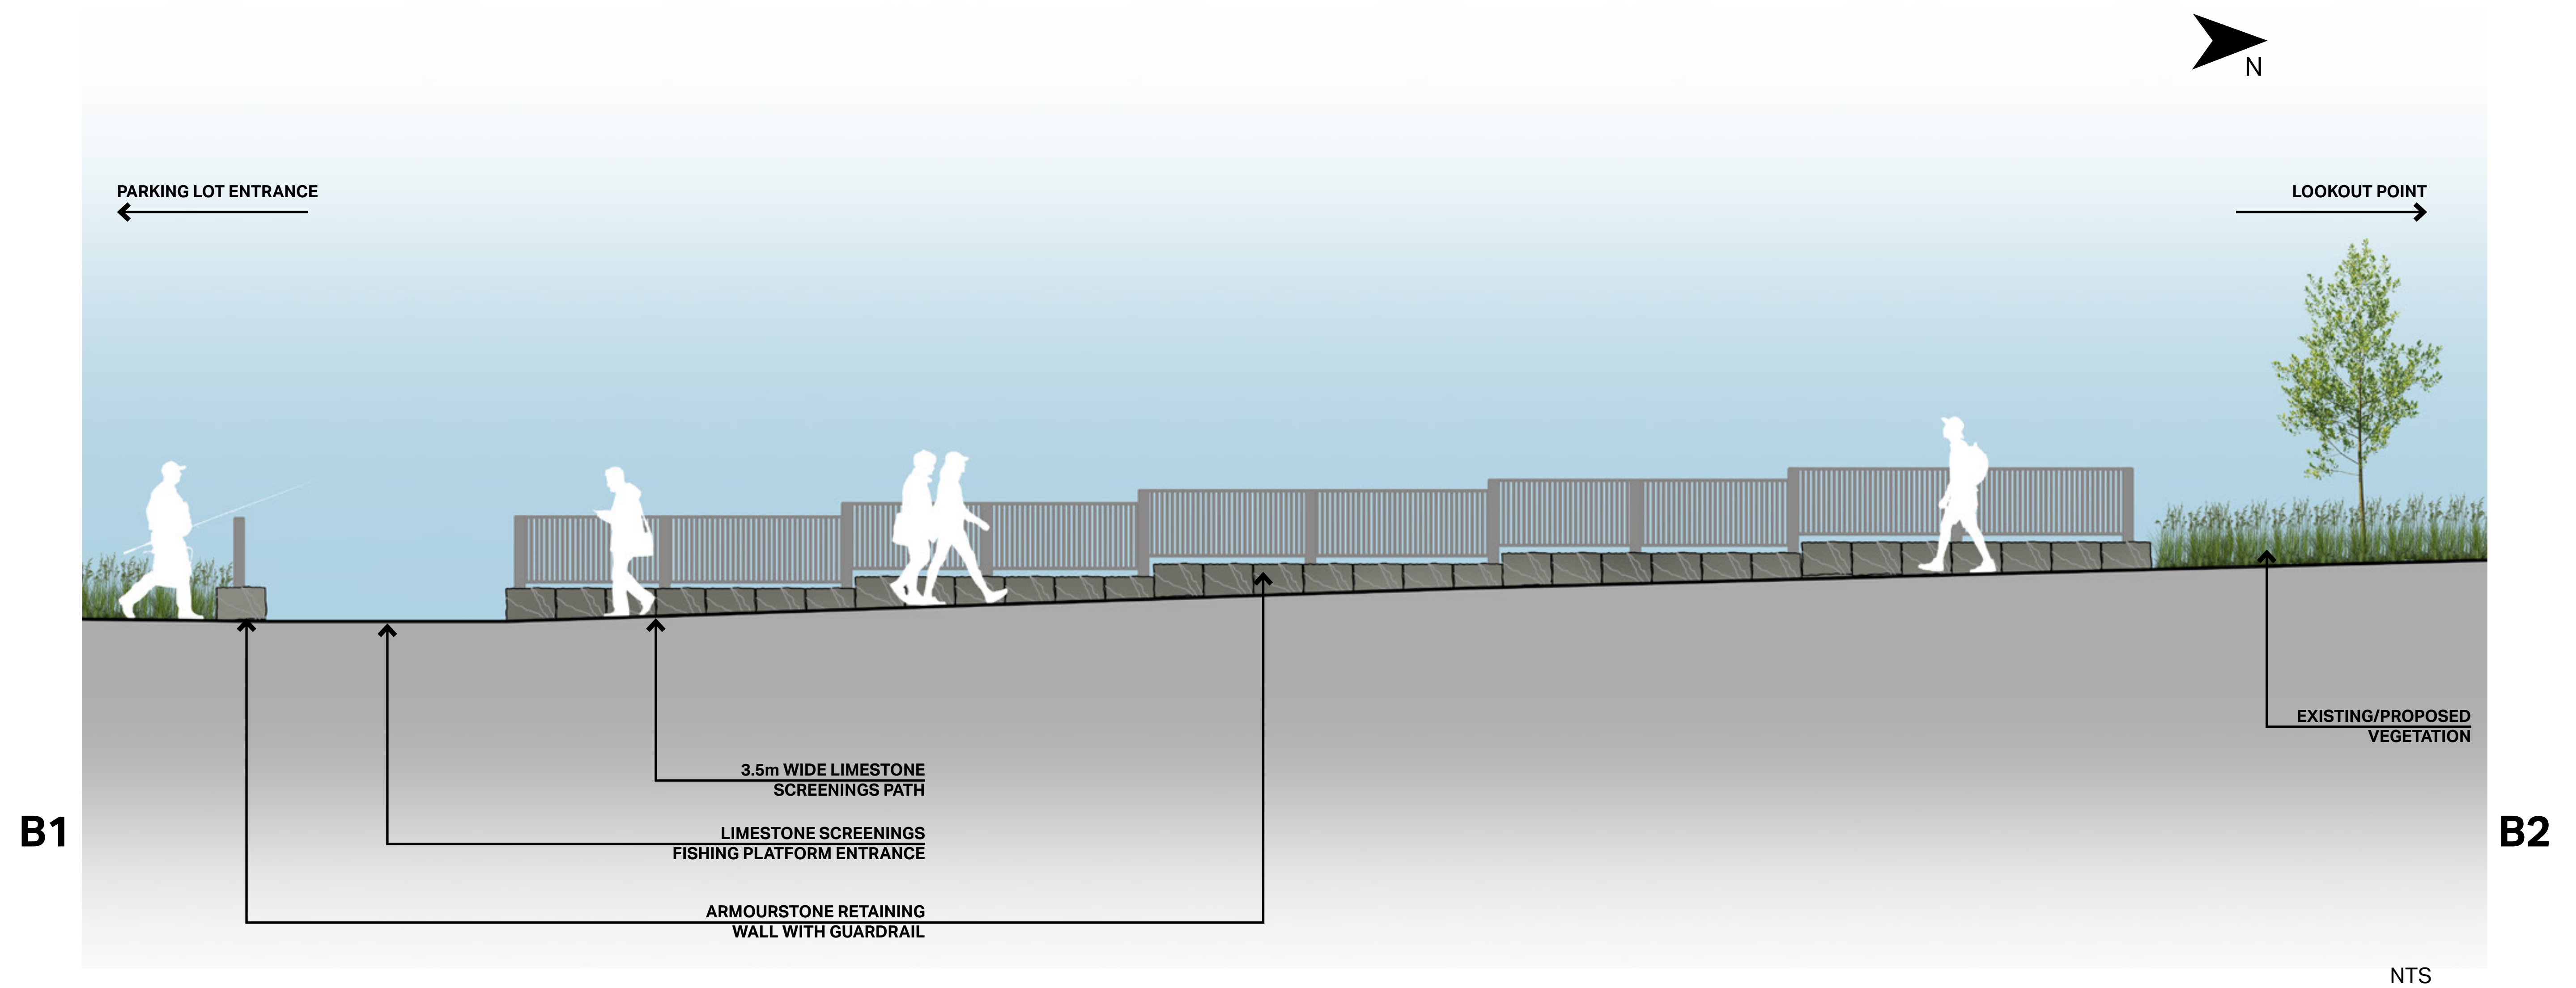 N
PARKING LOT ENTRANCE
LOOKOUT POINT
EXISTING/PROPOSED
VEGETATION
3.5m WIDE LIMESTONE
SCREENINGS PATH
B1
B2
LIMESTONE SCREENINGS
FISHING PLATFORM ENTRANCE
ARMOURSTONE RETAINING
WALL WITH GUARDRAIL
NTS